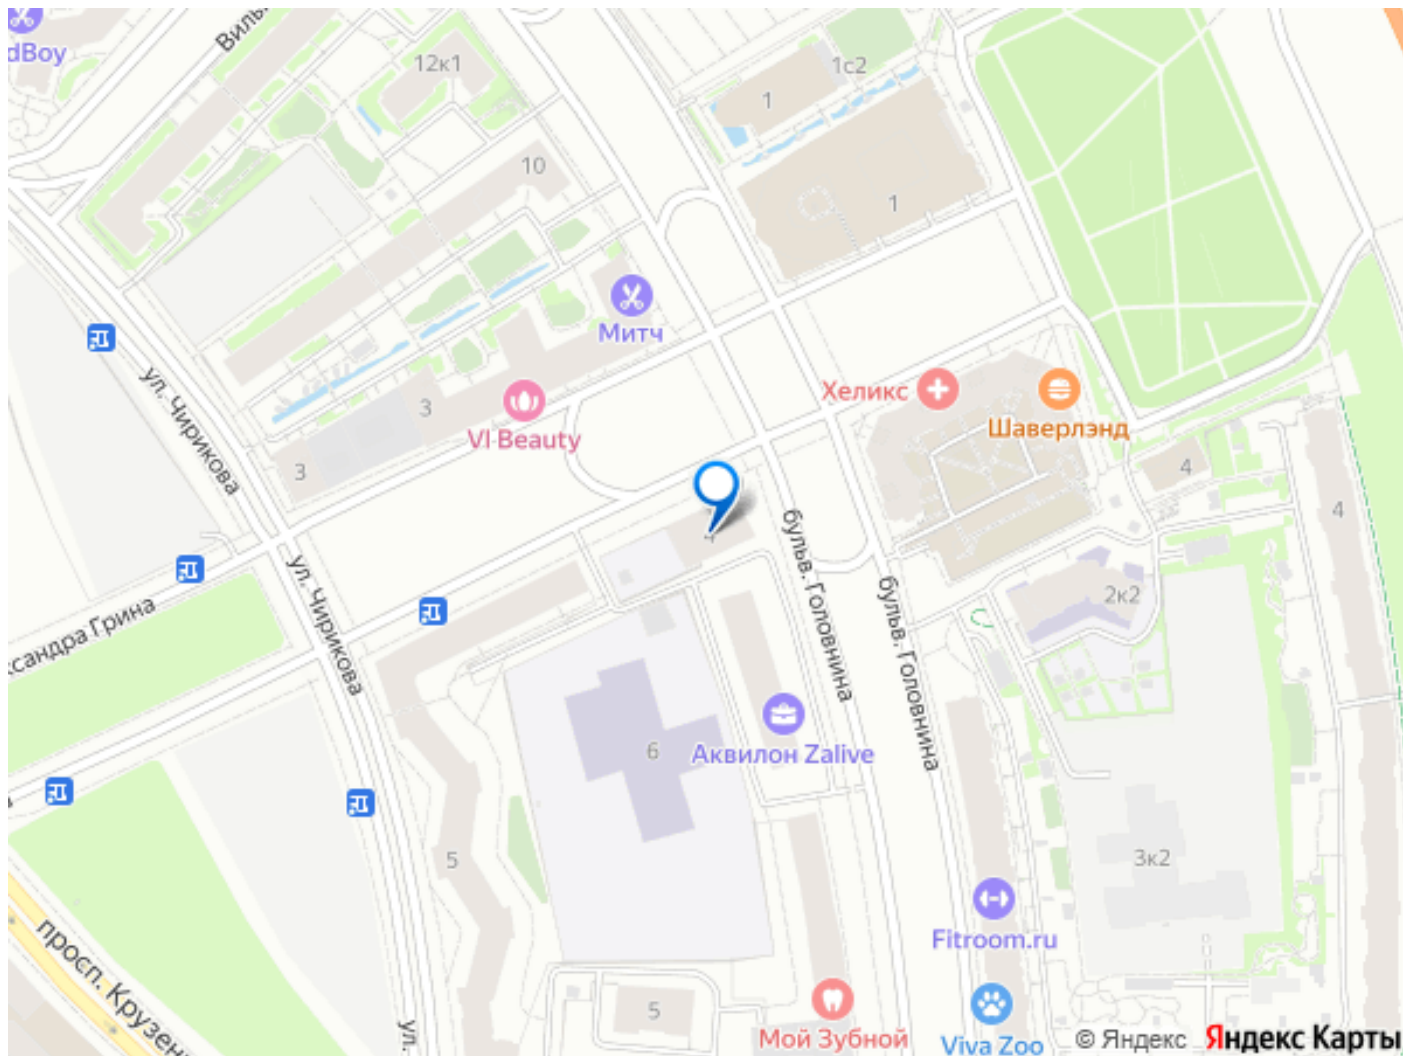 dBoy
12к1
1с2
1
10
1
Митч
ул. Чирикова
3
VI Beauty
Хеликс
Шаверлэнд
3
4
4
4
бульв. Головнина
ул. Чирикова
сандра Грина
2к2
бульв. Головнина
6
Аквилон Zalive
5
3к2
Fitroom.ru
просп. Крузен
5
ул.
Мой Зубной
Viva Zoo
© Яндекс Яндекс Карты